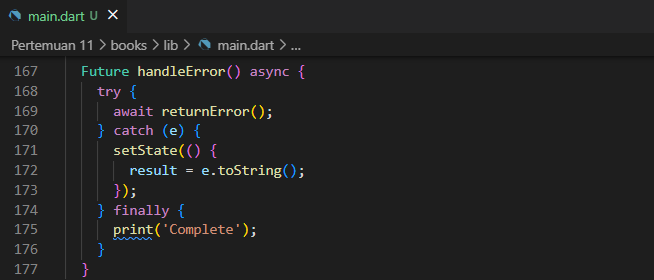 main.dart U
Pertemuan 11 > books > lib > main.dart > ...
167 Future handleError() async {
168 try {
169 await returnError();
170 } catch (e) {
171 setState(() {
172 result = e.toString();
173 });
174 } finally {
175 print('Complete');
176 }
177 }